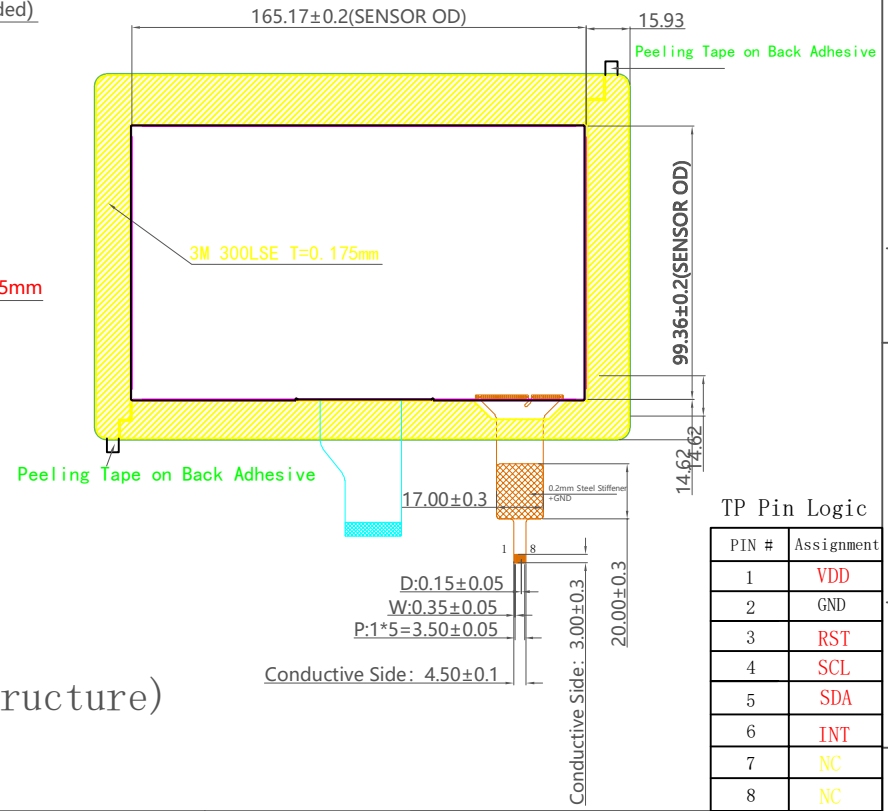 ded)
165.17±0.2(SENSOR OD)
15.93
Peeling Tape on Back Adhesive
99.36±0.2(SENSOR OD)
3M 300LSE T=0.175mm
5mm
14.62
14.62
Peeling Tape on Back Adhesive
17.00±0.3
0.2mm Steel Stiffener
+GND
1 8
D:0.15±0.05
W:0.35±0.05
P:1*5=3.50±0.05
Conductive Side: 4.50±0.1
Conductive Side: 3.00±0.3
20.00±0.3
ructure)
TP Pin Logic
PIN # Assignment
1 VDD
2 GND
3 RST
4 SCL
5 SDA
6 INT
7 NC
8 NC